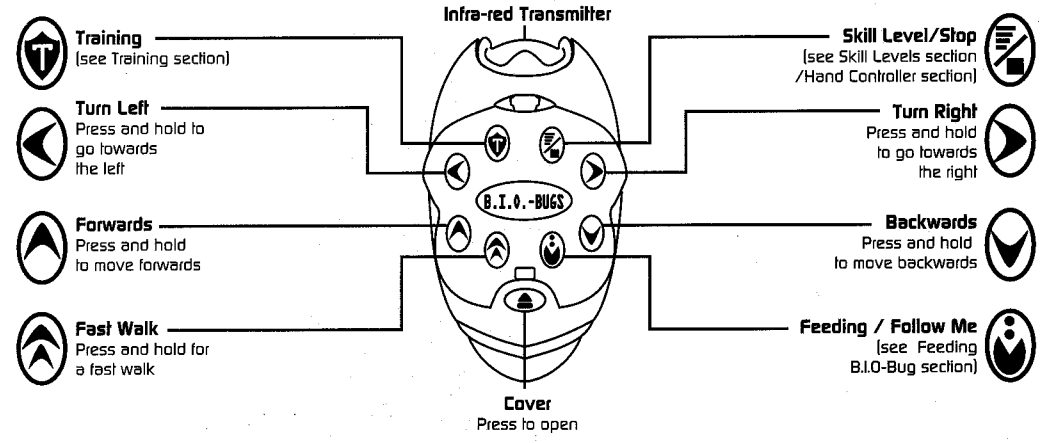 Infra-red Transmitter
Training
(see Training section)
Turn Left
Press and hold to
go towards
the left
Forwards
Press and hold
to move forwards
Fast Walk
Press and hold for
a fast walk
Skill Level/Stop
(see Skill Levels section
/Hand Controller section)
Turn Right
Press and hold
to go towards
the right
Backwards
Press and hold
to move backwards
Feeding / Follow Me
(see Feeding
B.I.O-Bug section)
B.I.O.-BUGS
Cover
Press to open